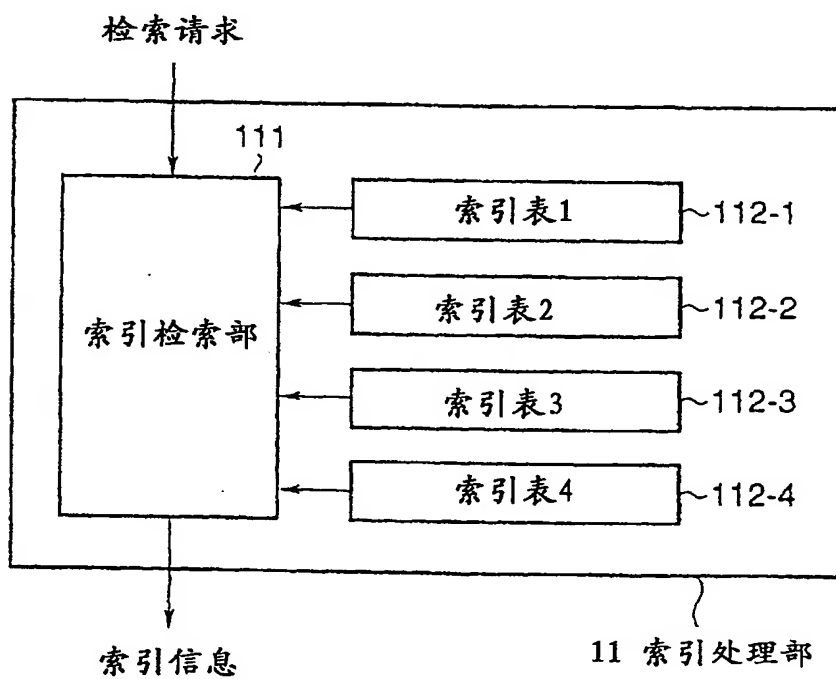 检索请求
111
索引表1
112-1
索引表2
112-2
索引检索部
索引表3
112-3
索引表4
112-4
索引信息
11 索引处理部